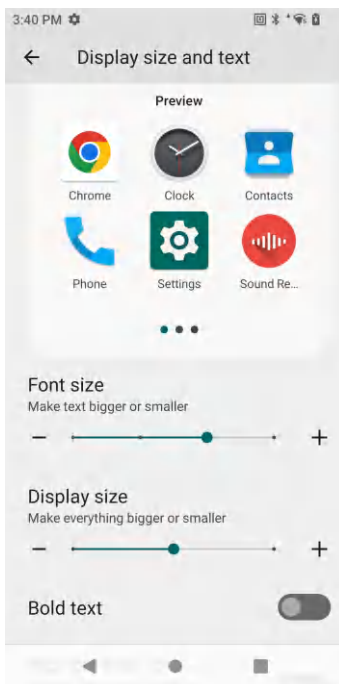 3:40 PM
Display size and text
Preview
Chrome Clock Contacts
Phone Settings Sound Re...
Font size
Make text bigger or smaller
Display size
Make everything bigger or smaller
Bold text